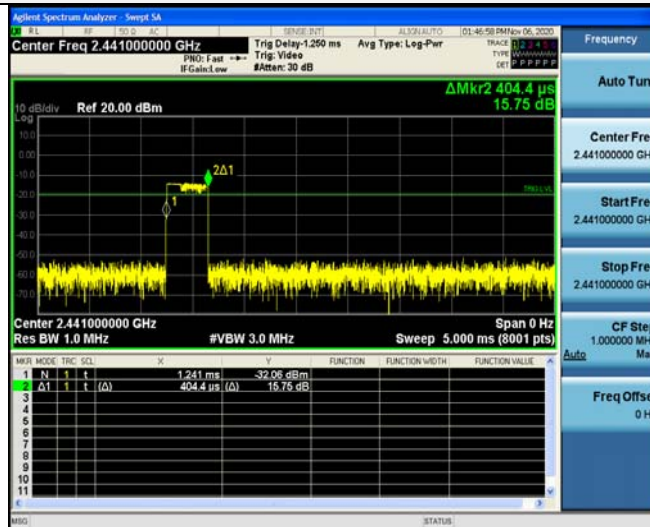 Agilent Spectrum Analyzer - Swept SA
RL RF 50 Ω AC SENSE:INT ALIGN AUTO 01:46:58 PM Nov 06, 2020
Center Freq 2.441000000 GHz
PNO: Fast
IFGain:Low
Trig Delay-1.250 ms
Trig: Video
#Atten: 30 dB
Avg Type: Log-Pwr
TRACE 1 2 3 4 5 6
TYPE
DET P P P P P P
ΔMkr2 404.4 µs
15.75 dB
10 dB/div Ref 20.00 dBm
Log
10.0
0.00
-10.0
-20.0
-30.0
-40.0
-50.0
-60.0
-70.0
2Δ1
1
TRIG LVL
Center 2.441000000 GHz Span 0 Hz
Res BW 1.0 MHz #VBW 3.0 MHz Sweep 5.000 ms (8001 pts)
MKR MODE TRC SCL X Y FUNCTION FUNCTION WIDTH FUNCTION VALUE
1 N 1 t 1.241 ms -32.06 dBm
2 Δ1 1 t (Δ) 404.4 µs (Δ) 15.75 dB
3
4
5
6
7
8
9
10
11
MSG STATUS
Frequency
Auto Tun
Center Fre
2.441000000 GH
Start Fre
2.441000000 GH
Stop Fre
2.441000000 GH
CF Ste
1.000000 MH
Auto Ma
Freq Offse
0 H